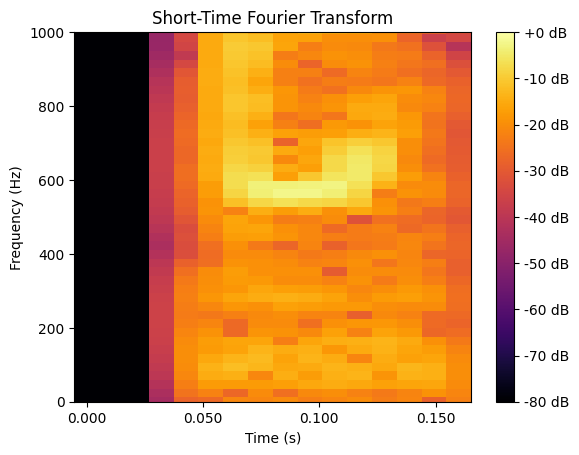 Short-Time Fourier Transform
1000
800
600
400
200
0
Frequency (Hz)
0.000
0.050
0.100
0.150
Time (s)
+0 dB
-10 dB
-20 dB
-30 dB
-40 dB
-50 dB
-60 dB
-70 dB
-80 dB